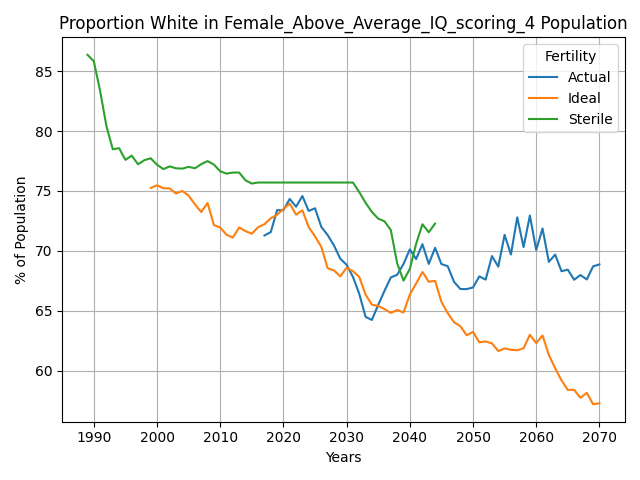 Proportion White in Female_Above_Average_IQ_scoring_4 Population
Fertility
Actual
Ideal
Sterile
% of Population
85
80
75
70
65
60
1990 2000 2010 2020 2030 2040 2050 2060 2070
Years